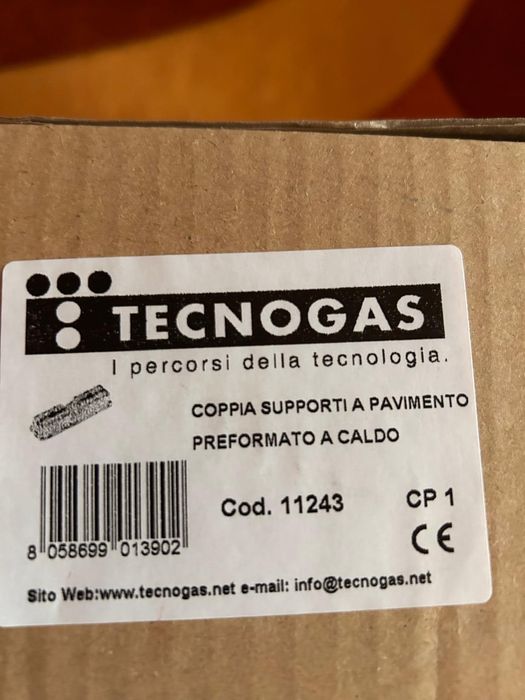 TECNOGAS
I percorsi della tecnologia.
COPPIA SUPPORTI A PAVIMENTO
PREFORMATO A CALDO
Cod. 11243 CP 1
CE
8 058699 013902
Sito Web:www.tecnogas.net e-mail: info@tecnogas.net